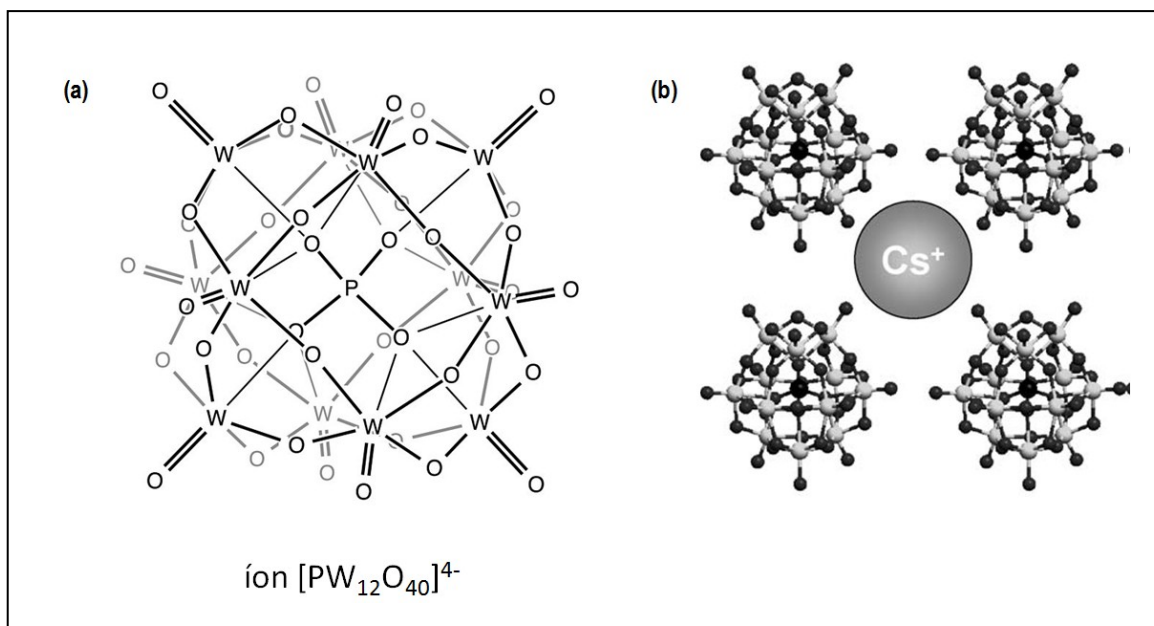 (a)
(b)
O O O O O O O O
W W W W
O O O O O
O P O
O W W W W O
O O O
O O O O O O
W W W W
O O O O
O O O O
Cs⁺
íon [PW₁₂O₄₀]⁴⁻